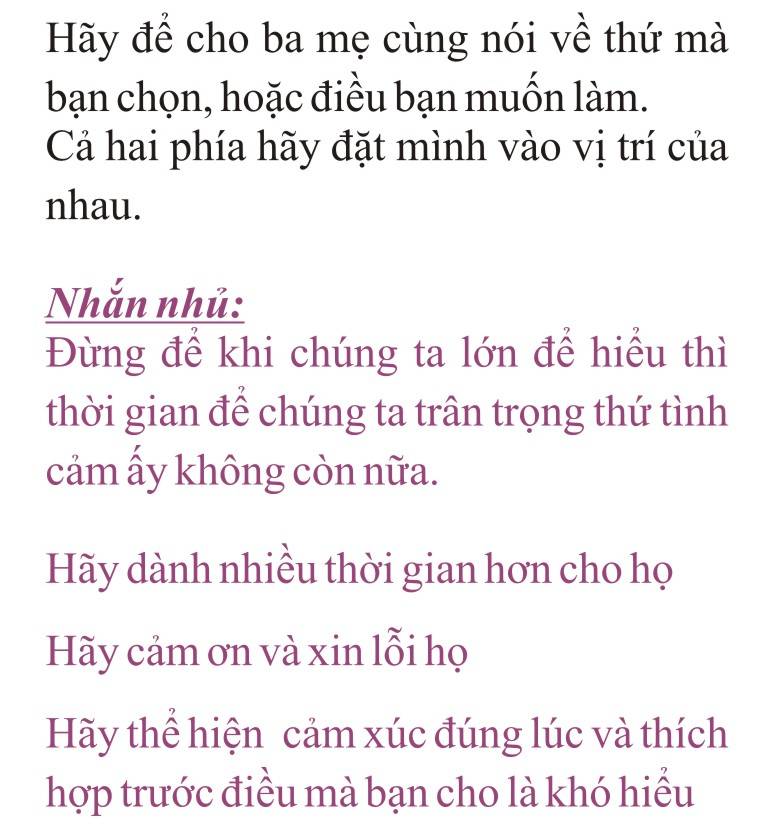 Hãy để cho ba mẹ cùng nói về thứ mà
bạn chọn, hoặc điều bạn muốn làm.
Cả hai phía hãy đặt mình vào vị trí của
nhau.
Nhắn nhủ:
Đừng để khi chúng ta lớn để hiểu thì
thời gian để chúng ta trân trọng thứ tình
cảm ấy không còn nữa.
Hãy dành nhiều thời gian hơn cho họ
Hãy cảm ơn và xin lỗi họ
Hãy thể hiện cảm xúc đúng lúc và thích
hợp trước điều mà bạn cho là khó hiểu